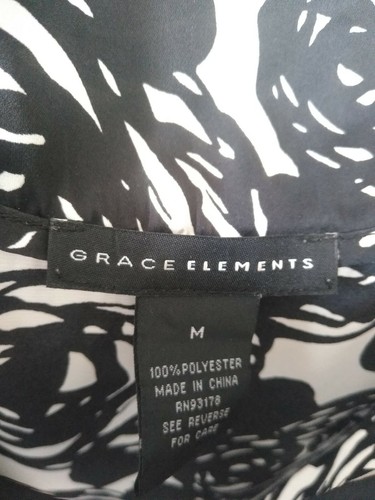 GRACE ELEMENTS
M
100%POLYESTER
MADE IN CHINA
RN93178
SEE REVERSE
FOR CARE